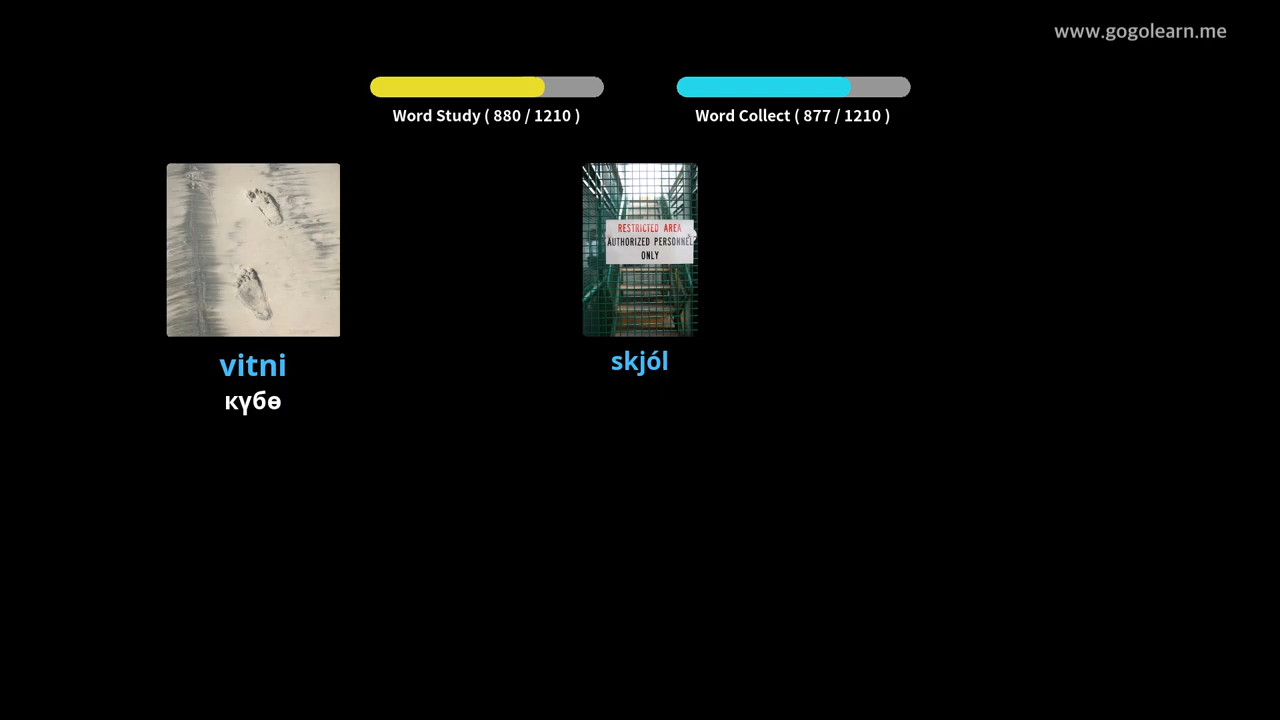 www.gogolearn.me
Word Study ( 880 / 1210 )
Word Collect ( 877 / 1210 )
RESTRICTED AREA
AUTHORIZED PERSONNEL
ONLY
vitni
күбө
skjól